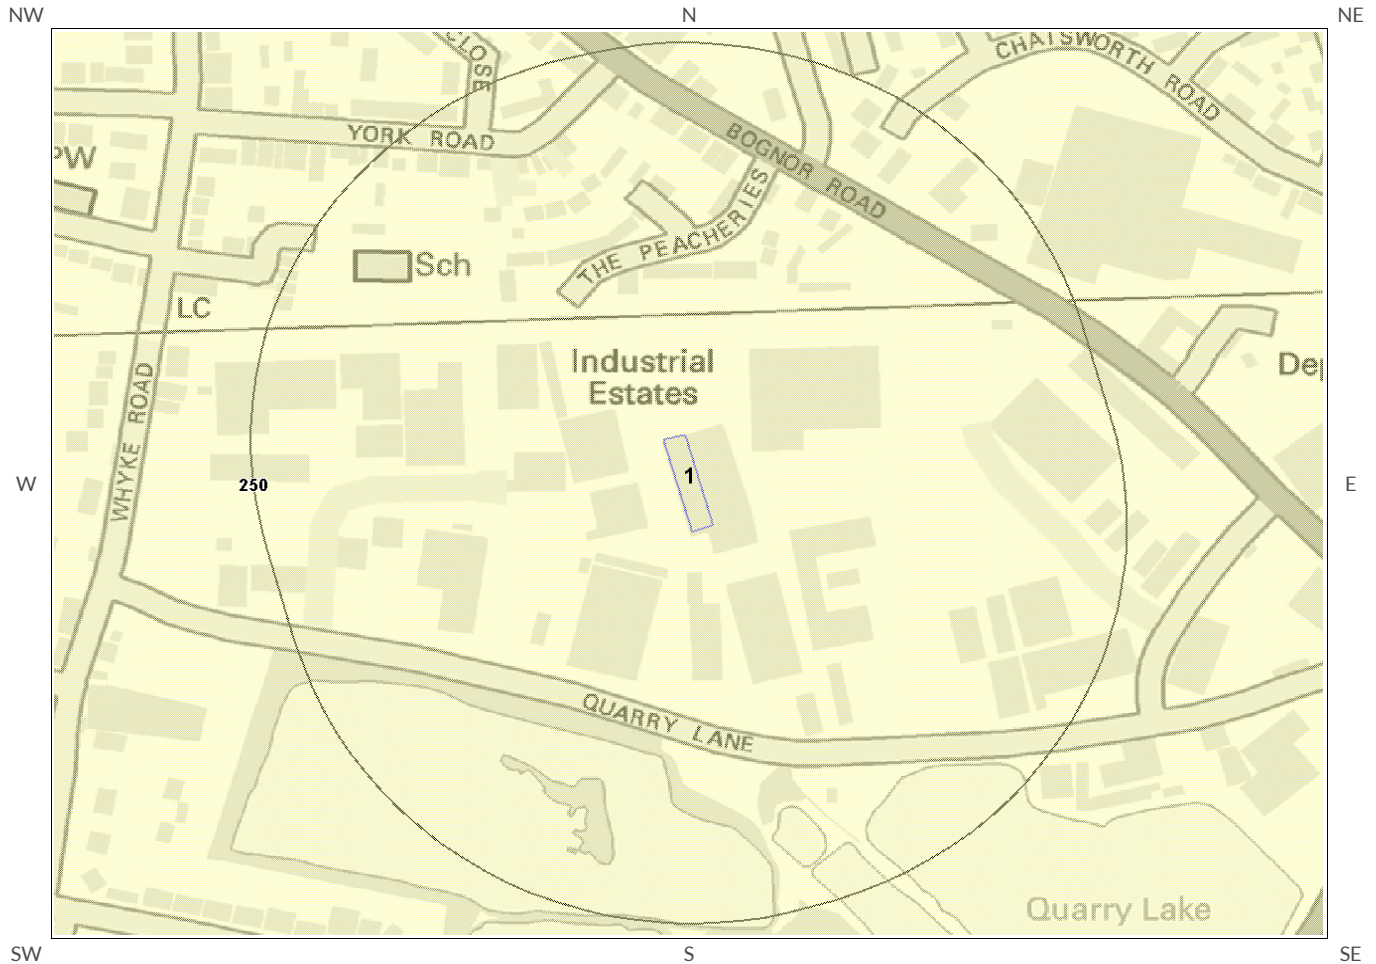 NW
N
NE
CLOSE
CHATSWORTH ROAD
YORK ROAD
BOGNOR ROAD
PW
THE PEACHERIES
Sch
LC
Industrial
Estates
WHYKE ROAD
W
250
1
E
QUARRY LANE
Quarry Lake
SW
S
SE